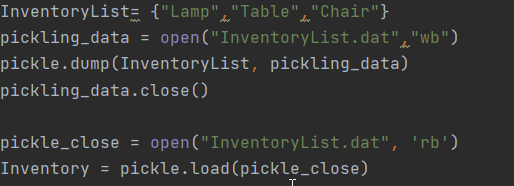 InventoryList= {"Lamp","Table","Chair"}
pickling_data = open("InventoryList.dat","wb")
pickle.dump(InventoryList, pickling_data)
pickling_data.close()
pickle_close = open("InventoryList.dat", 'rb')
Inventory = pickle.load(pickle_close)